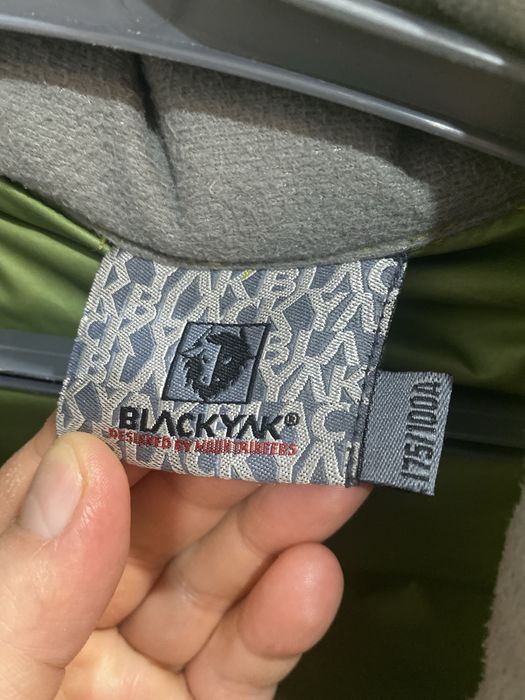 BLACKYAK®
DESIGNED BY MOUNTAINEERS
175/100A